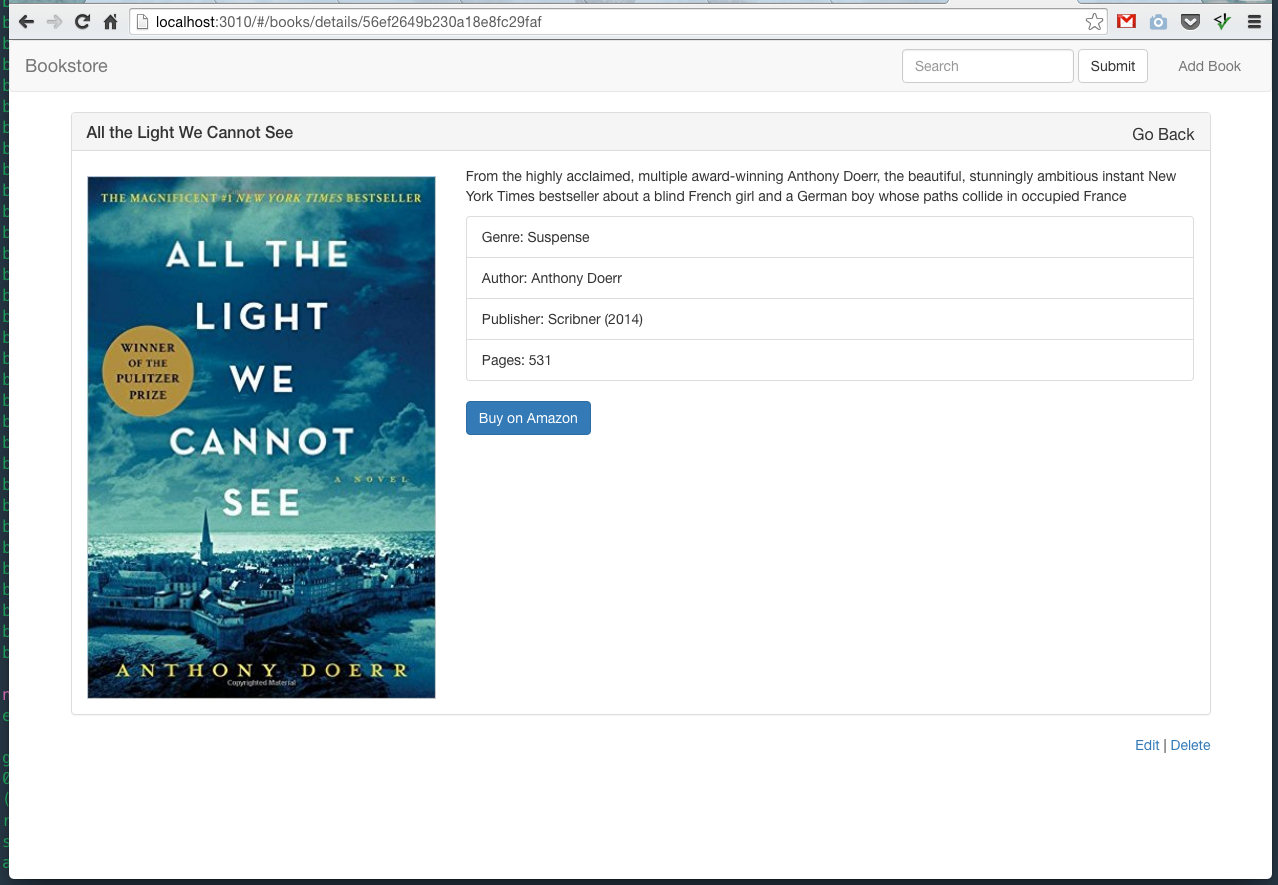 localhost:3010/#/books/details/56ef2649b230a18e8fc29faf
Bookstore
Search
Submit
Add Book
All the Light We Cannot See
Go Back
THE MAGNIFICENT #1 NEW YORK TIMES BESTSELLER
ALL THE
LIGHT
WE
CANNOT
SEE
A NOVEL
WINNER
OF THE
PULITZER
PRIZE
ANTHONY DOERR
Copyrighted Material
From the highly acclaimed, multiple award-winning Anthony Doerr, the beautiful, stunningly ambitious instant New
York Times bestseller about a blind French girl and a German boy whose paths collide in occupied France
Genre: Suspense
Author: Anthony Doerr
Publisher: Scribner (2014)
Pages: 531
Buy on Amazon
Edit | Delete